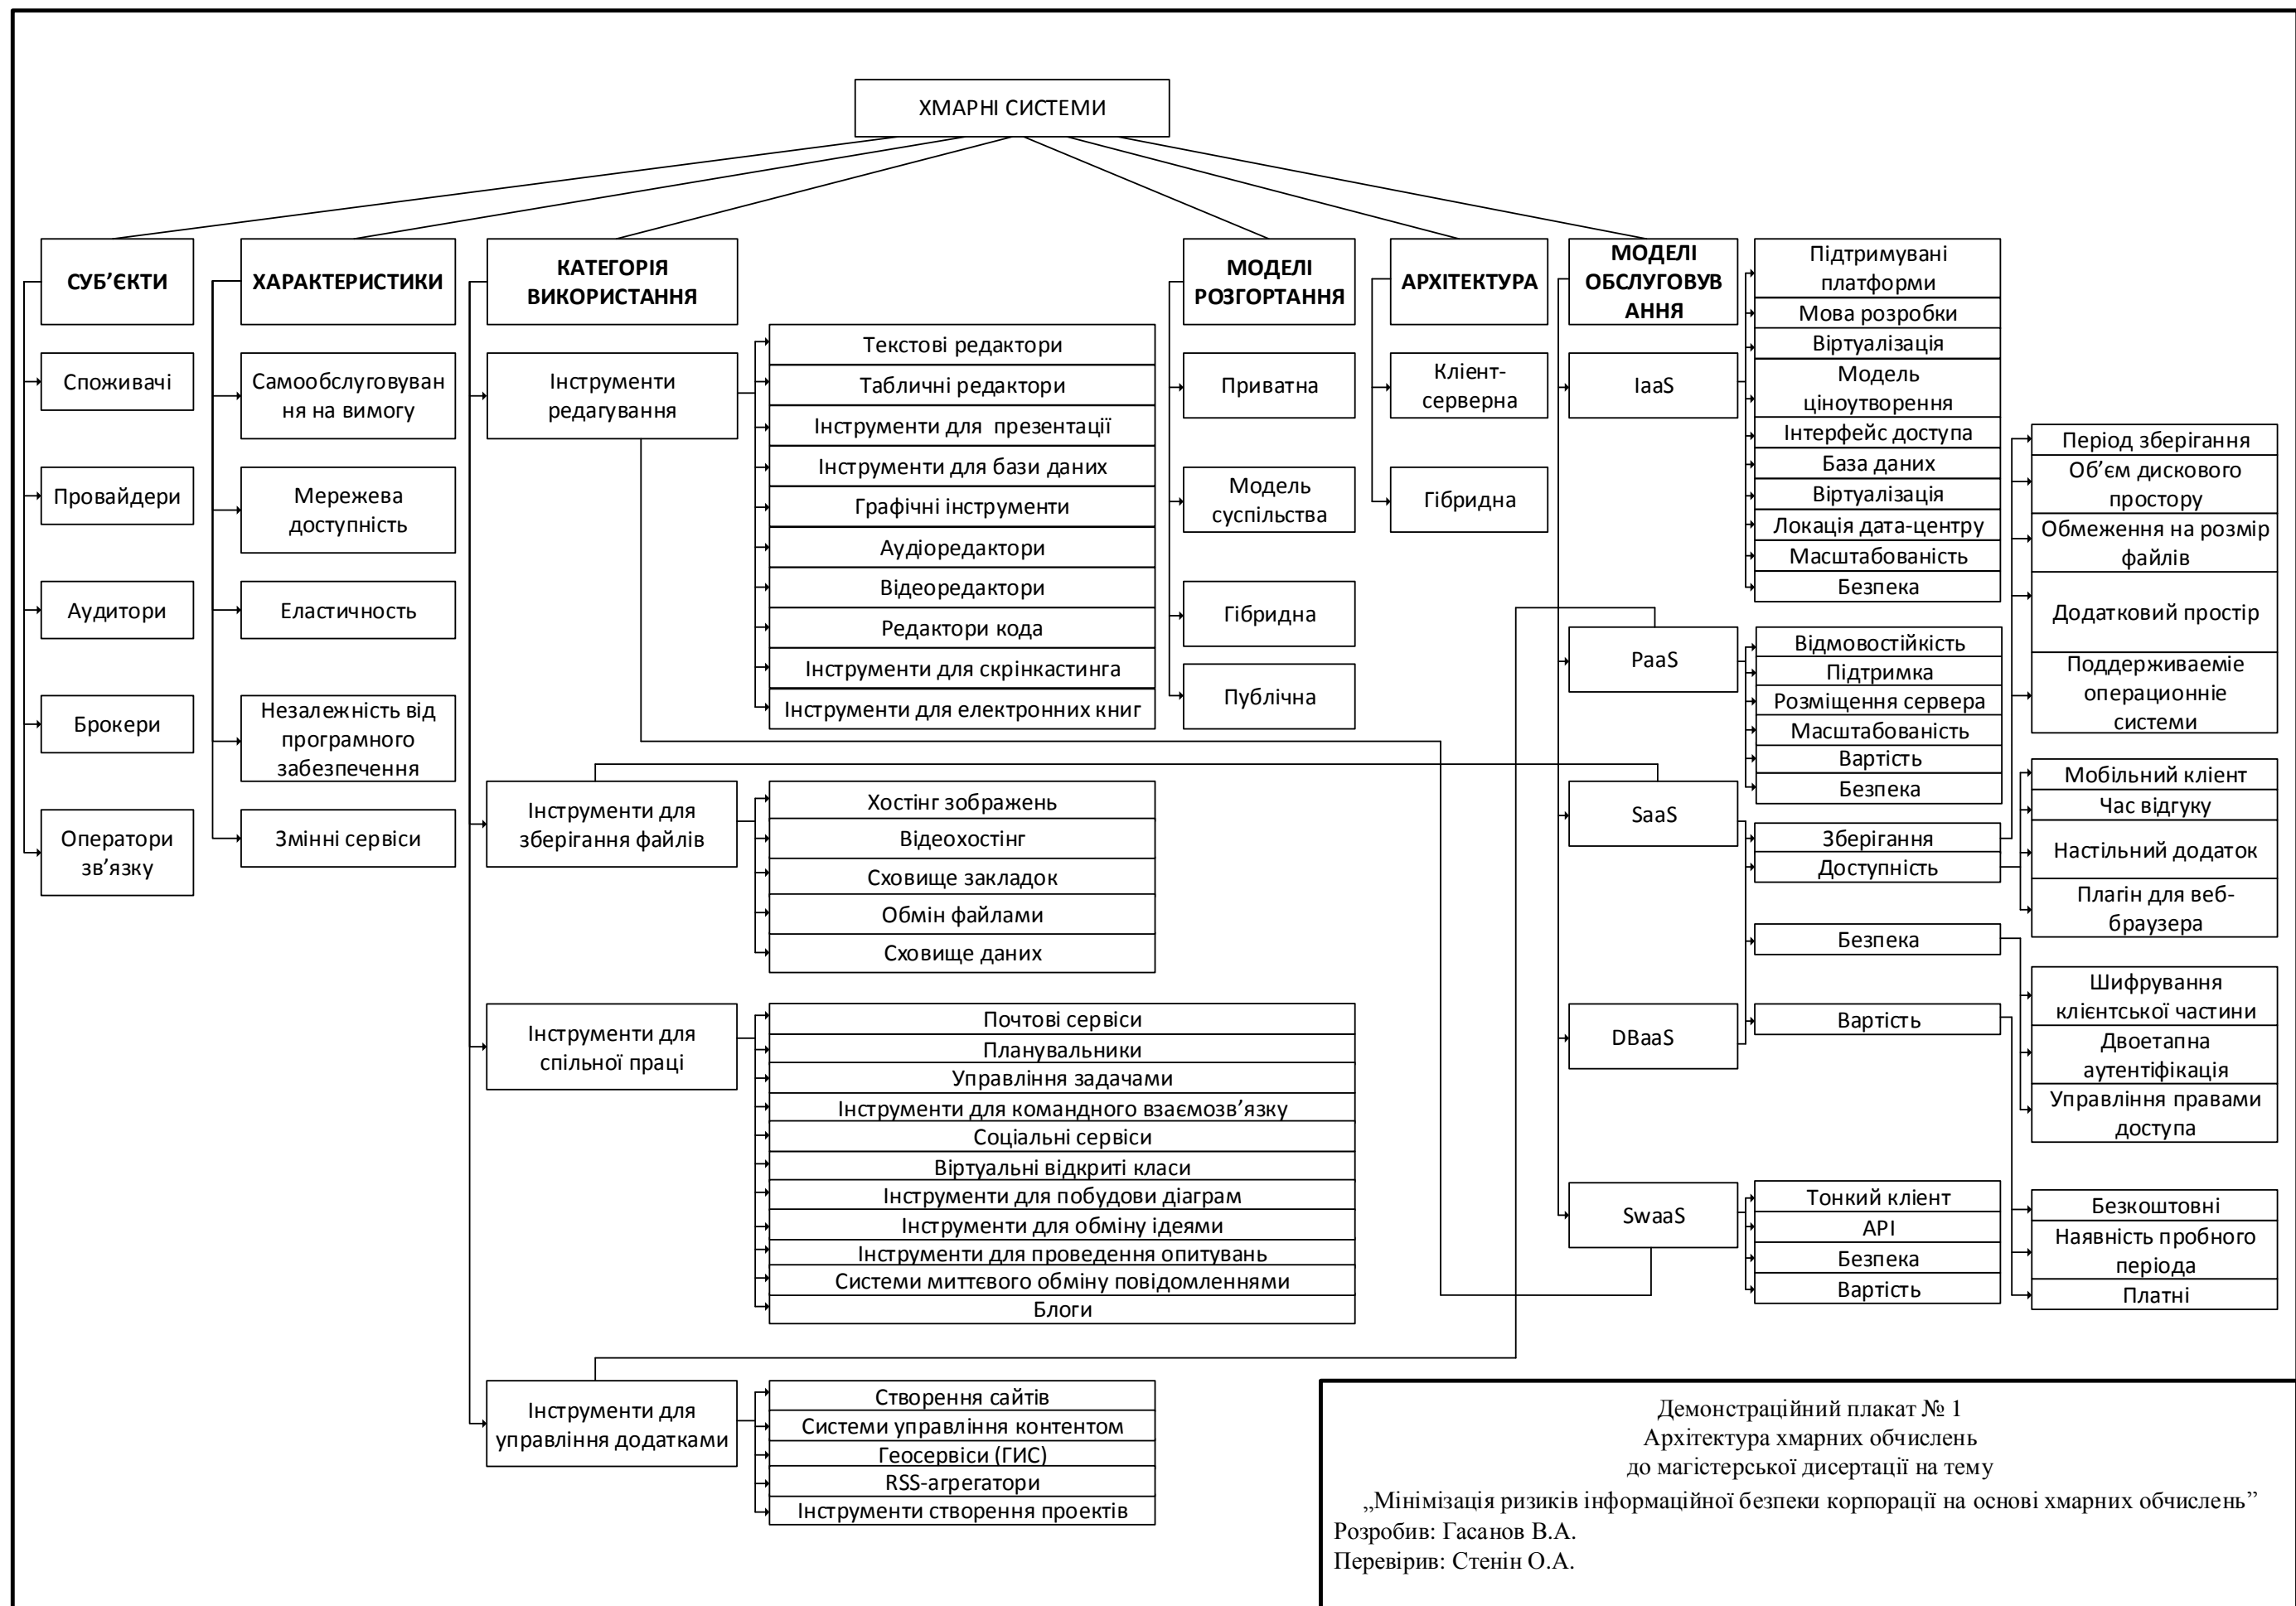 ХМАРНІ СИСТЕМИ
СУБ’ЄКТИ
Споживачі
Провайдери
Аудитори
Брокери
Оператори
зв’язку
ХАРАКТЕРИСТИКИ
Самообслуговуван
ня на вимогу
Мережева
доступність
Еластичность
Незалежність від
програмного
забезпечення
Змінні сервіси
КАТЕГОРІЯ
ВИКОРИСТАННЯ
Інструменти
редагування
Текстові редактори
Табличні редактори
Інструменти для презентації
Інструменти для бази даних
Графічні інструменти
Аудіоредактори
Відеоредактори
Редактори кода
Інструменти для скрінкастинга
Інструменти для електронних книг
Інструменти для
зберігання файлів
Хостінг зображень
Відеохостінг
Сховище закладок
Обмін файлами
Сховище даних
Інструменти для
спільної праці
Почтові сервіси
Планувальники
Управління задачами
Інструменти для командного взаємозв’язку
Соціальні сервіси
Віртуальні відкриті класи
Інструменти для побудови діаграм
Інструменти для обміну ідеями
Інструменти для проведення опитувань
Системи миттєвого обміну повідомленнями
Блоги
Інструменти для
управління додатками
Створення сайтів
Системи управління контентом
Геосервіси (ГИС)
RSS-агрегатори
Інструменти створення проектів
МОДЕЛІ
РОЗГОРТАННЯ
Приватна
Модель
суспільства
Гібридна
Публічна
АРХІТЕКТУРА
Клієнт-
серверна
Гібридна
МОДЕЛІ
ОБСЛУГОВУВ
АННЯ
IaaS
Підтримувані
платформи
Мова розробки
Віртуалізація
Модель
ціноутворення
Інтерфейс доступа
База даних
Віртуалізація
Локація дата-центру
Масштабованість
Безпека
PaaS
Відмовостійкість
Підтримка
Розміщення сервера
Масштабованість
Вартість
Безпека
SaaS
Зберігання
Доступність
Безпека
DBaaS
Вартість
SwaaS
Тонкий клієнт
API
Безпека
Вартість
Період зберігання
Об’єм дискового
простору
Обмеження на розмір
файлів
Додатковий простір
Поддерживаеміе
операционніе
системи
Мобільний кліент
Час відгуку
Настільний додаток
Плагін для веб-
браузера
Шифрування
клієнтської частини
Двоетапна
аутентіфікація
Управління правами
доступа
Безкоштовні
Наявність пробного
періода
Платні
Демонстраційний плакат № 1
Архітектура хмарних обчислень
до магістерської дисертації на тему
„Мінімізація ризиків інформаційної безпеки корпорації на основі хмарних обчислень”
Розробив: Гасанов В.А.
Перевірив: Стенін О.А.